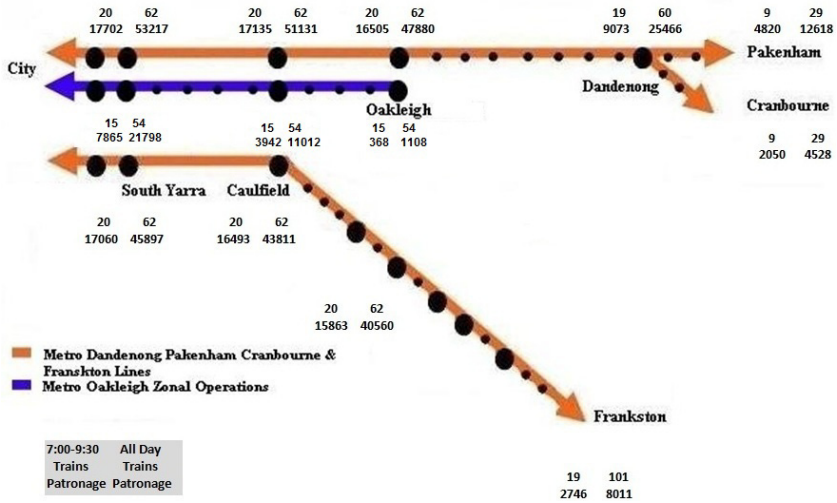 20 62 20 62 20 62 19 60 9 29
17702 53217 17135 51131 16505 47880 9073 25466 4820 12618
Pakenham
City
Dandenong
Oakleigh
Cranbourne
15 54 15 54 15 54
7865 21798 3942 11012 368 1108
9 29
2050 4528
South Yarra Caulfield
20 62 20 62
17060 45897 16493 43811
20 62
15863 40560
Metro Dandenong Pakenham Cranbourne &
Franskton Lines
Metro Oakleigh Zonal Operations
Frankston
7:00-9:30 All Day
Trains Trains
Patronage Patronage
19 101
2746 8011